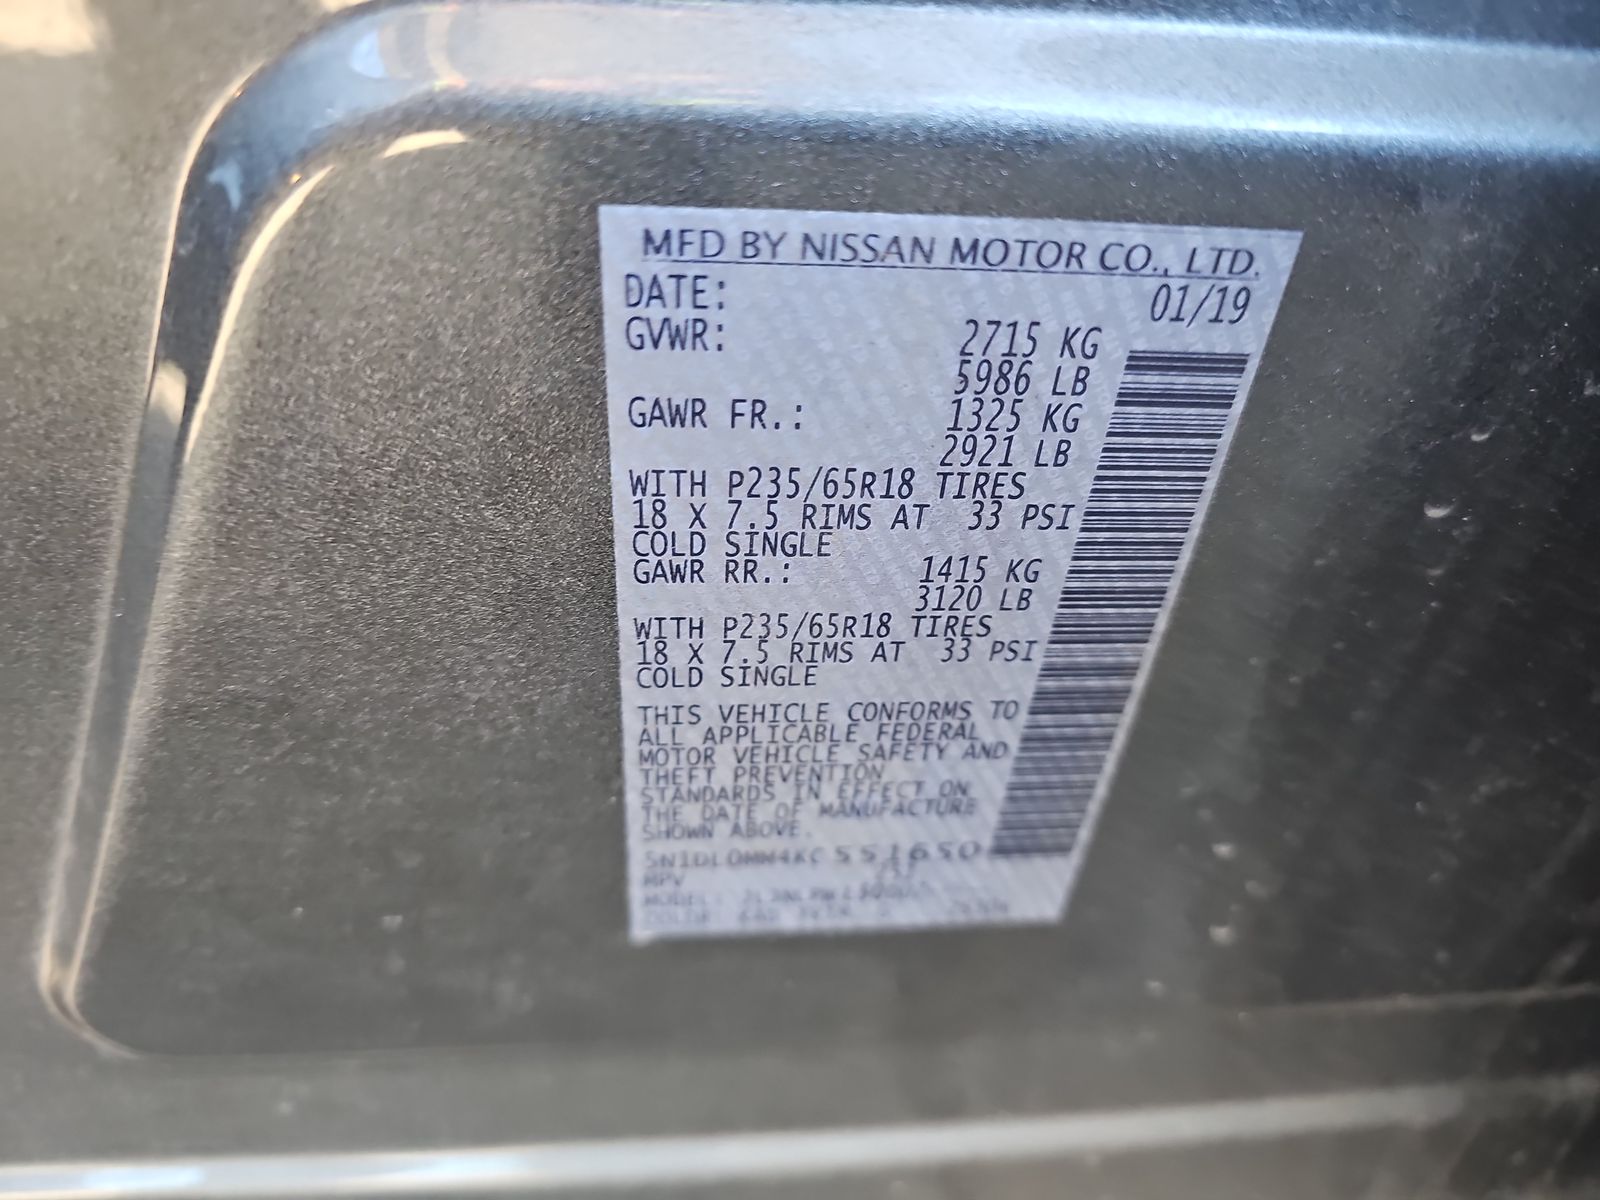 MFD BY NISSAN MOTOR CO., LTD.
DATE: 01/19
GVWR: 2715 KG
5986 LB
GAWR FR.: 1325 KG
2921 LB
WITH P235/65R18 TIRES
18 X 7.5 RIMS AT 33 PSI
COLD SINGLE
GAWR RR.: 1415 KG
3120 LB
WITH P235/65R18 TIRES
18 X 7.5 RIMS AT 33 PSI
COLD SINGLE
THIS VEHICLE CONFORMS TO
ALL APPLICABLE FEDERAL
MOTOR VEHICLE SAFETY AND
THEFT PREVENTION
STANDARDS IN EFFECT ON
THE DATE OF MANUFACTURE
SHOWN ABOVE.
5N1DL0MN4KC551650
MPV
MODEL:
COLOR: